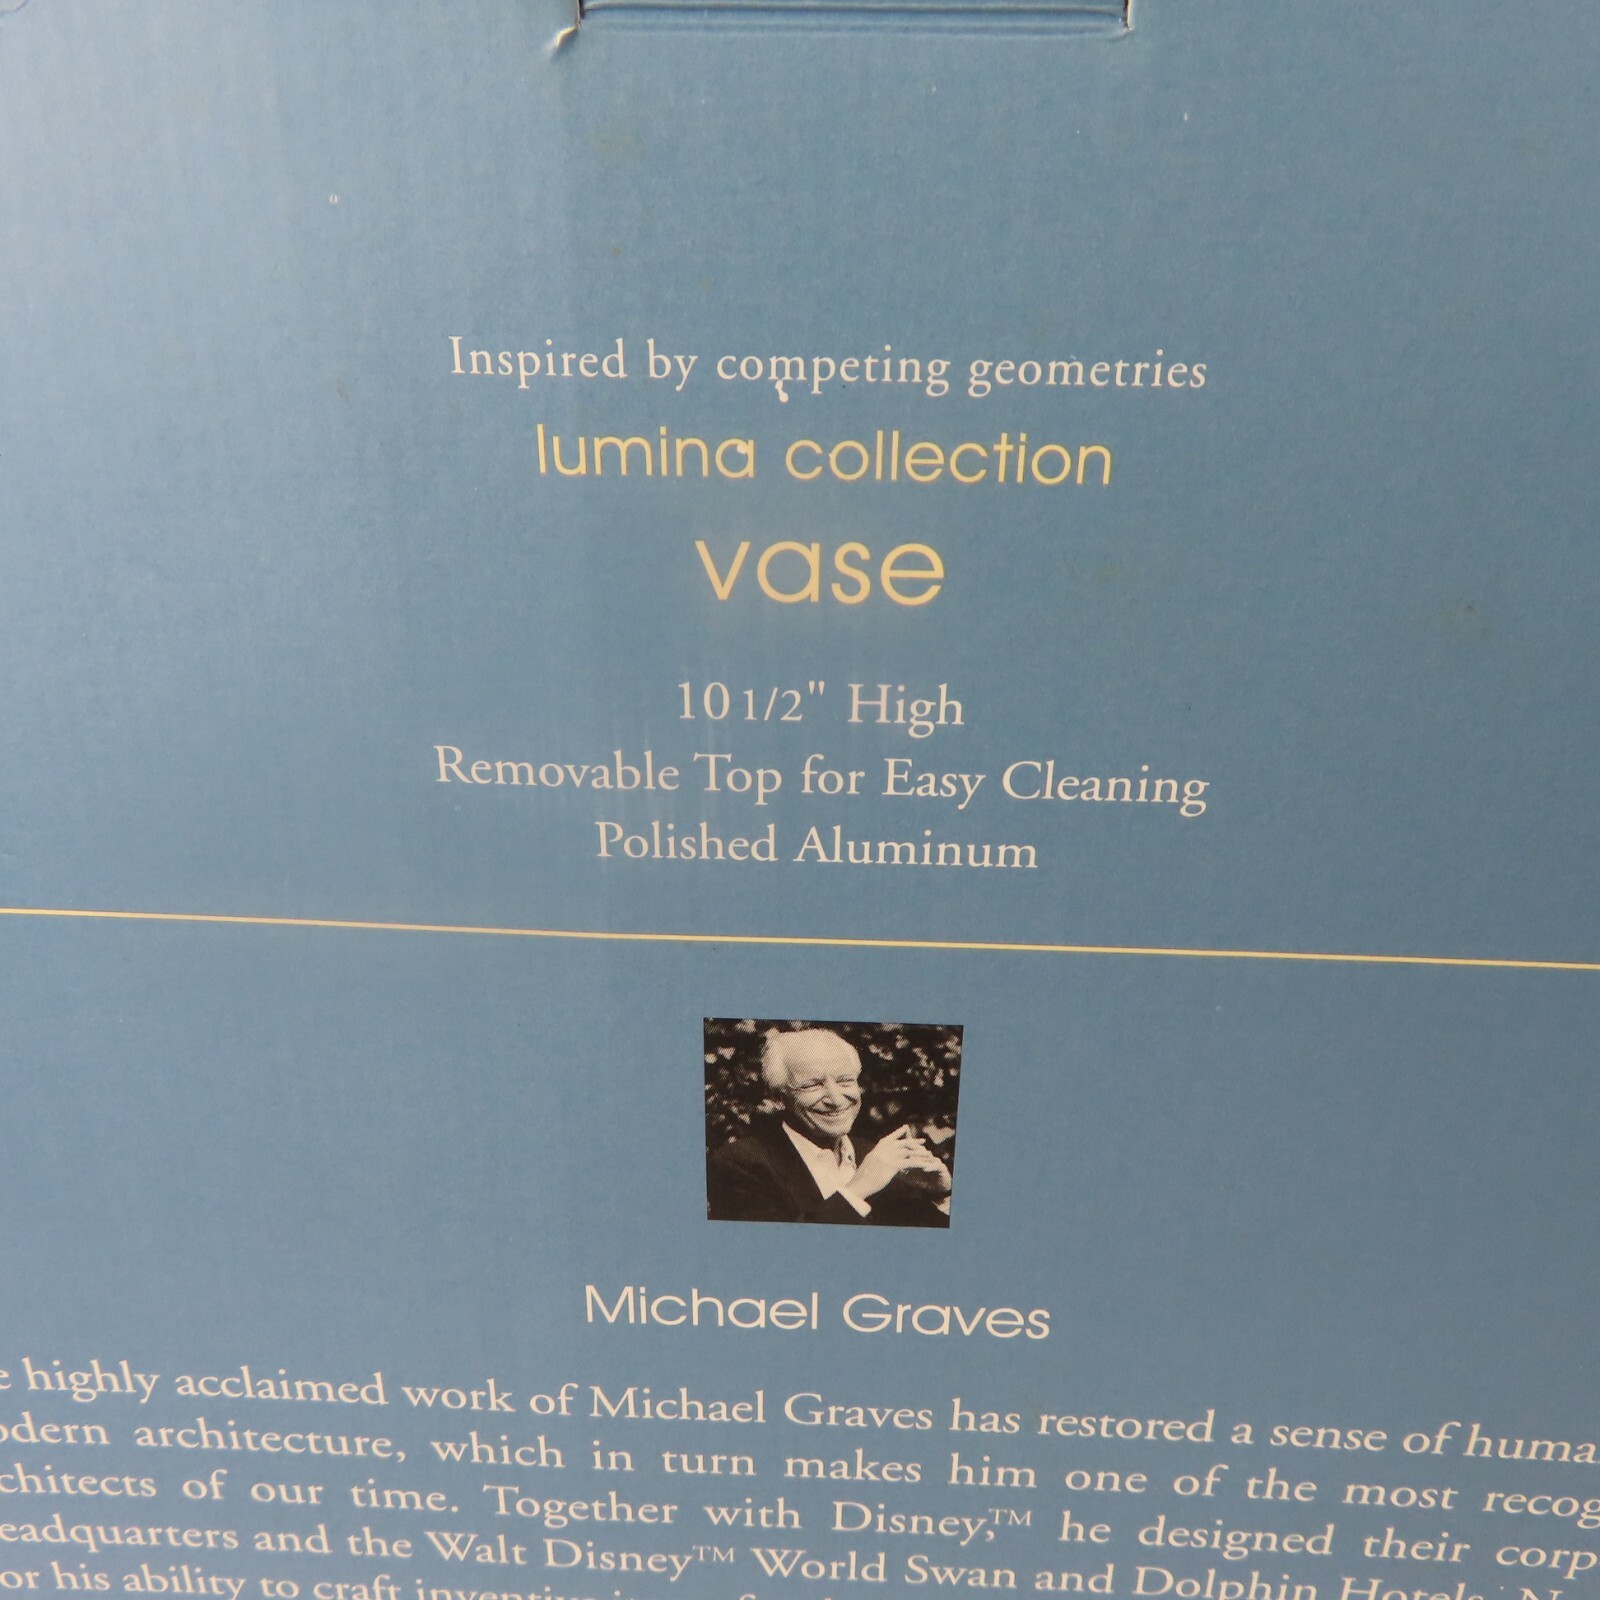 Inspired by competing geometries
lumina collection
vase
10 1/2" High
Removable Top for Easy Cleaning
Polished Aluminum
Michael Graves
highly acclaimed work of Michael Graves has restored a sense of
architecture, which in turn makes him one of the most
of our time. Together with Disney,™ he designed their
and the Walt Disney™ World Swan and Dolphin Hotels.
his ability to craft